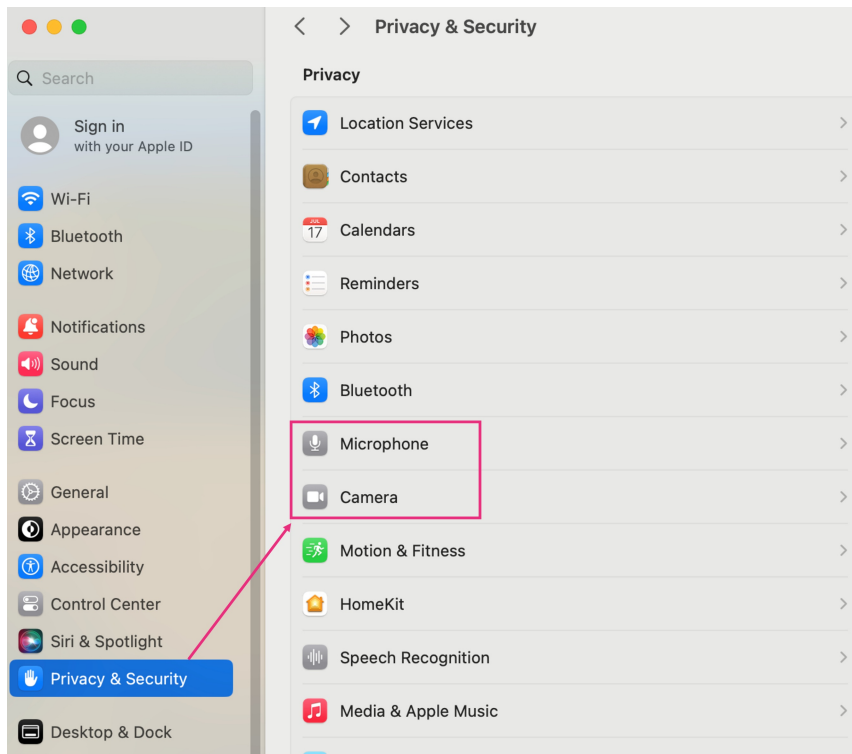 Search
Sign in
with your Apple ID
Wi-Fi
Bluetooth
Network
Notifications
Sound
Focus
Screen Time
General
Appearance
Accessibility
Control Center
Siri & Spotlight
Privacy & Security
Desktop & Dock
Privacy & Security
Privacy
Location Services
Contacts
JUL
17
Calendars
Reminders
Photos
Bluetooth
Microphone
Camera
Motion & Fitness
HomeKit
Speech Recognition
Media & Apple Music